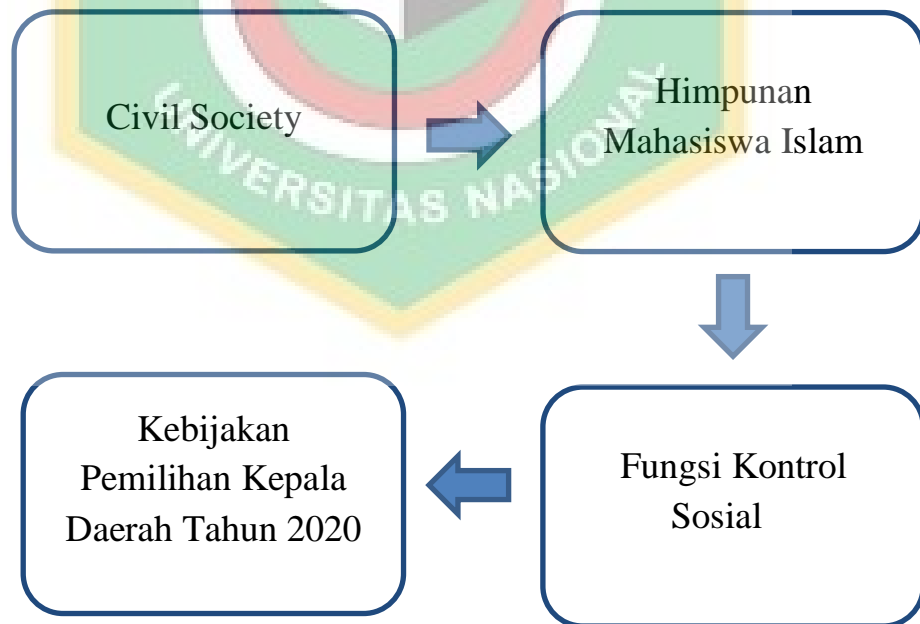 Civil Society
Himpunan
Mahasiswa Islam
UNIVERSITAS NASIONAL
Kebijakan
Pemilihan Kepala
Daerah Tahun 2020
Fungsi Kontrol
Sosial